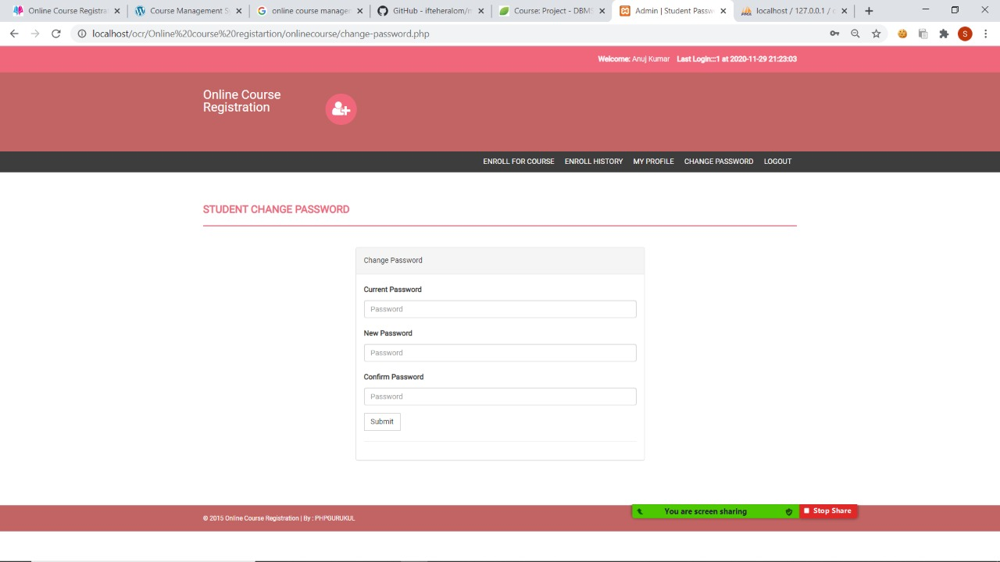 Online Course Registra
Course Management S
online course manager
GitHub - ifteheralom/m
Course: Project - DBMS
Admin | Student Passw
localhost / 127.0.0.1 / o
localhost/ocr/Online%20course%20registartion/onlinecourse/change-password.php
S
Welcome: Anuj Kumar Last Login:::1 at 2020-11-29 21:23:03
Online Course
Registration
ENROLL FOR COURSE ENROLL HISTORY MY PROFILE CHANGE PASSWORD LOGOUT
STUDENT CHANGE PASSWORD
Change Password
Current Password
Password
New Password
Password
Confirm Password
Password
Submit
© 2015 Online Course Registration | By : PHPGURUKUL
You are screen sharing
Stop Share